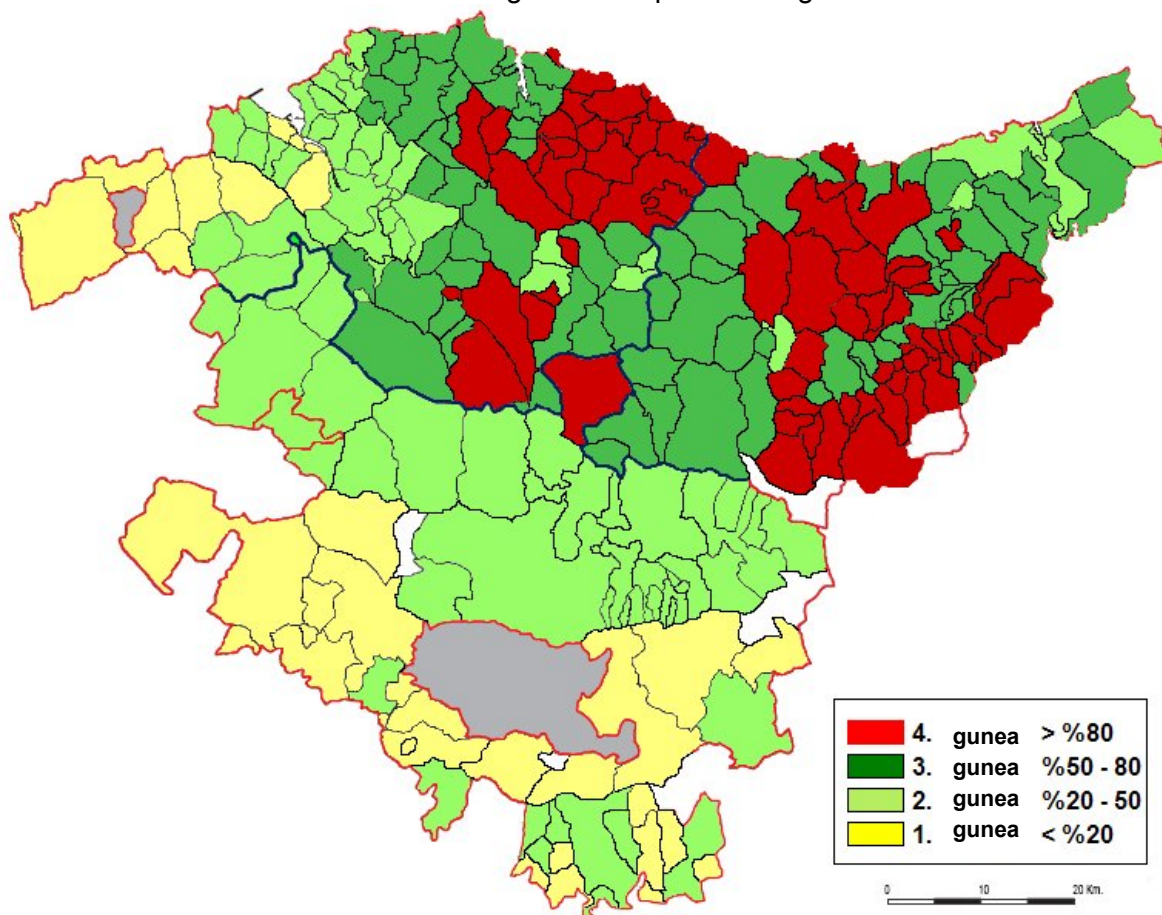 4. gunea > %80
3. gunea %50 - 80
2. gunea %20 - 50
1. gunea < %20
0 10 20 Km.